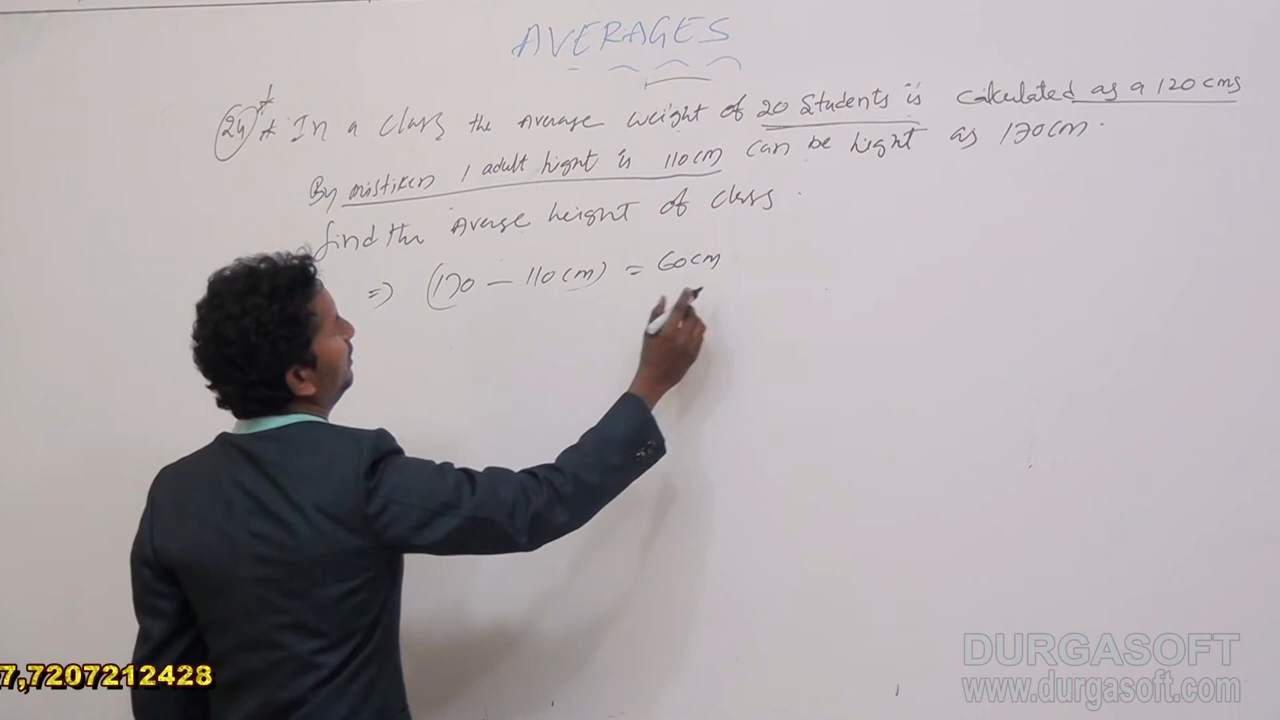 AVERAGES
24) In a class the Average weight of 20 Students is calculated as a 120 cms
By mistiken 1 adult hight is 110cm can be hight as 170cm.
find the Average height of class.
=> (170 - 110cm) = 60cm
7,7207212428
DURGASOFT
www.durgasoft.com